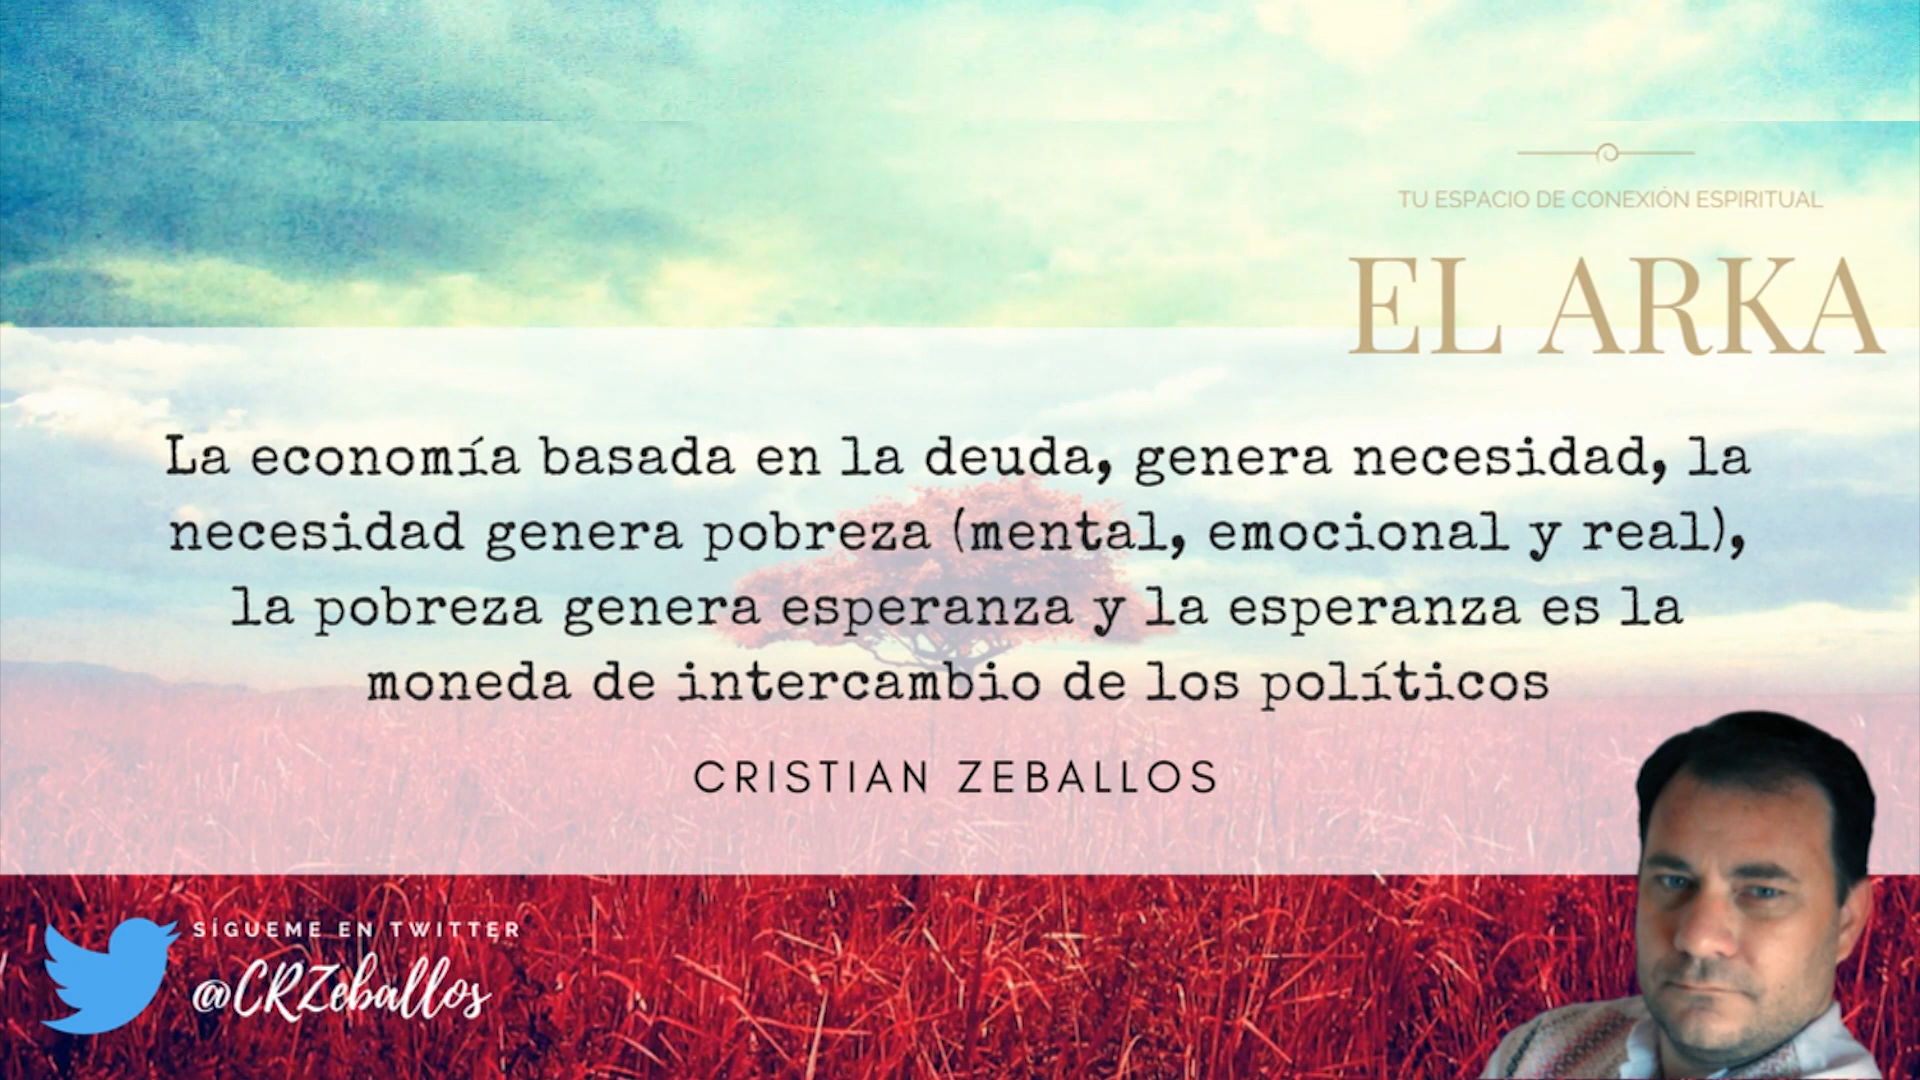 TU ESPACIO DE CONEXIÓN ESPIRITUAL
EL ARKA
La economía basada en la deuda, genera necesidad, la
necesidad genera pobreza (mental, emocional y real),
la pobreza genera esperanza y la esperanza es la
moneda de intercambio de los políticos
CRISTIAN ZEBALLOS
SÍGUEME EN TWITTER
@CRZeballos